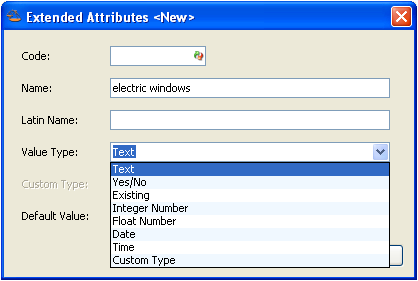 Extended Attributes <New>
Code:
Name: electric windows
Latin Name:
Value Type: Text
Text
Yes/No
Existing
Custom Type:
Integer Number
Float Number
Default Value:
Date
Time
Custom Type